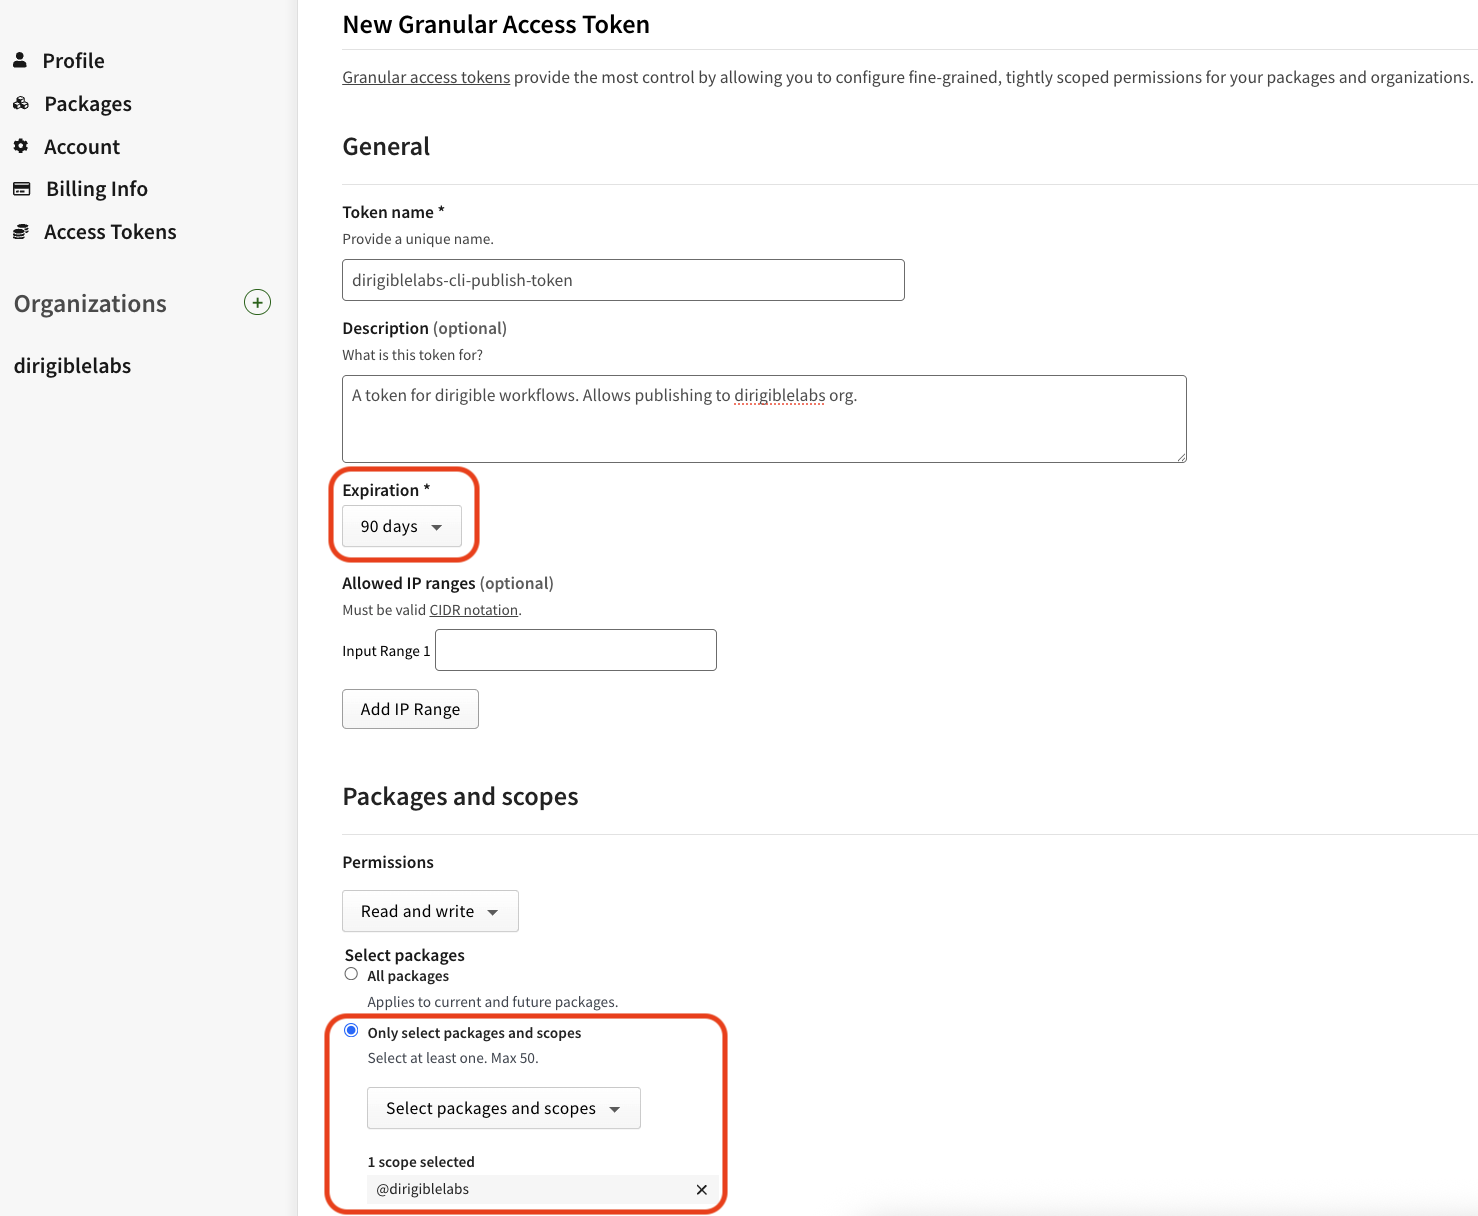 Profile
Packages
Account
Billing Info
Access Tokens
Organizations
dirigiblelabs
New Granular Access Token
Granular access tokens provide the most control by allowing you to configure fine-grained, tightly scoped permissions for your packages and organizations.
General
Token name *
Provide a unique name.
dirigiblelabs-cli-publish-token
Description (optional)
What is this token for?
A token for dirigible workflows. Allows publishing to dirigiblelabs org.
Expiration *
90 days
Allowed IP ranges (optional)
Must be valid CIDR notation.
Input Range 1
Add IP Range
Packages and scopes
Permissions
Read and write
Select packages
All packages
Applies to current and future packages.
Only select packages and scopes
Select at least one. Max 50.
Select packages and scopes
1 scope selected
@dirigiblelabs